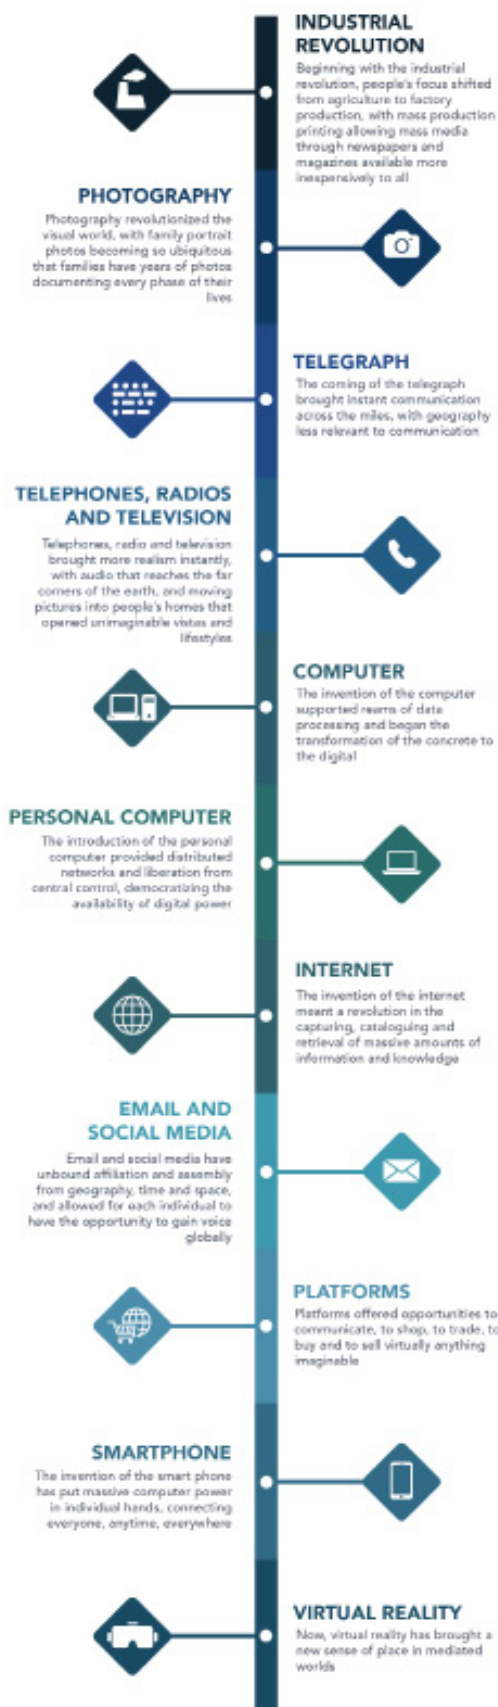 INDUSTRIAL
REVOLUTION
Beginning with the industrial
revolution, people's focus shifted
from agriculture to factory
production, with mass production
printing allowing mass media
through newspapers and
magazines available more
inexpensively to all
PHOTOGRAPHY
Photography revolutionized the
visual world, with family portrait
photos becoming so ubiquitous
that families have years of photos
documenting every phase of their
lives
TELEGRAPH
The coming of the telegraph
brought instant communication
across the miles, with geography
less relevant to communication
TELEPHONES, RADIOS
AND TELEVISION
Telephones, radio and television
brought more realism instantly,
with audio that reaches the far
corners of the earth, and moving
pictures into people's homes that
opened unimaginable vistas and
lifestyles
COMPUTER
The invention of the computer
supported reams of data
processing and began the
transformation of the concrete to
the digital
PERSONAL COMPUTER
The introduction of the personal
computer provided distributed
networks and liberation from
central control, democratizing the
availability of digital power
INTERNET
The invention of the internet
meant a revolution in the
capturing, cataloguing and
retrieval of massive amounts of
information and knowledge
EMAIL AND
SOCIAL MEDIA
Email and social media have
unbound affiliation and assembly
from geography, time and space,
and allowed for each individual to
have the opportunity to gain voice
globally
PLATFORMS
Platforms offered opportunities to
communicate, to shop, to trade, to
buy and to sell virtually anything
imaginable
SMARTPHONE
The invention of the smart phone
has put massive computer power
in individual hands, connecting
everyone, anytime, everywhere
VIRTUAL REALITY
Now, virtual reality has brought a
new sense of place in mediated
worlds